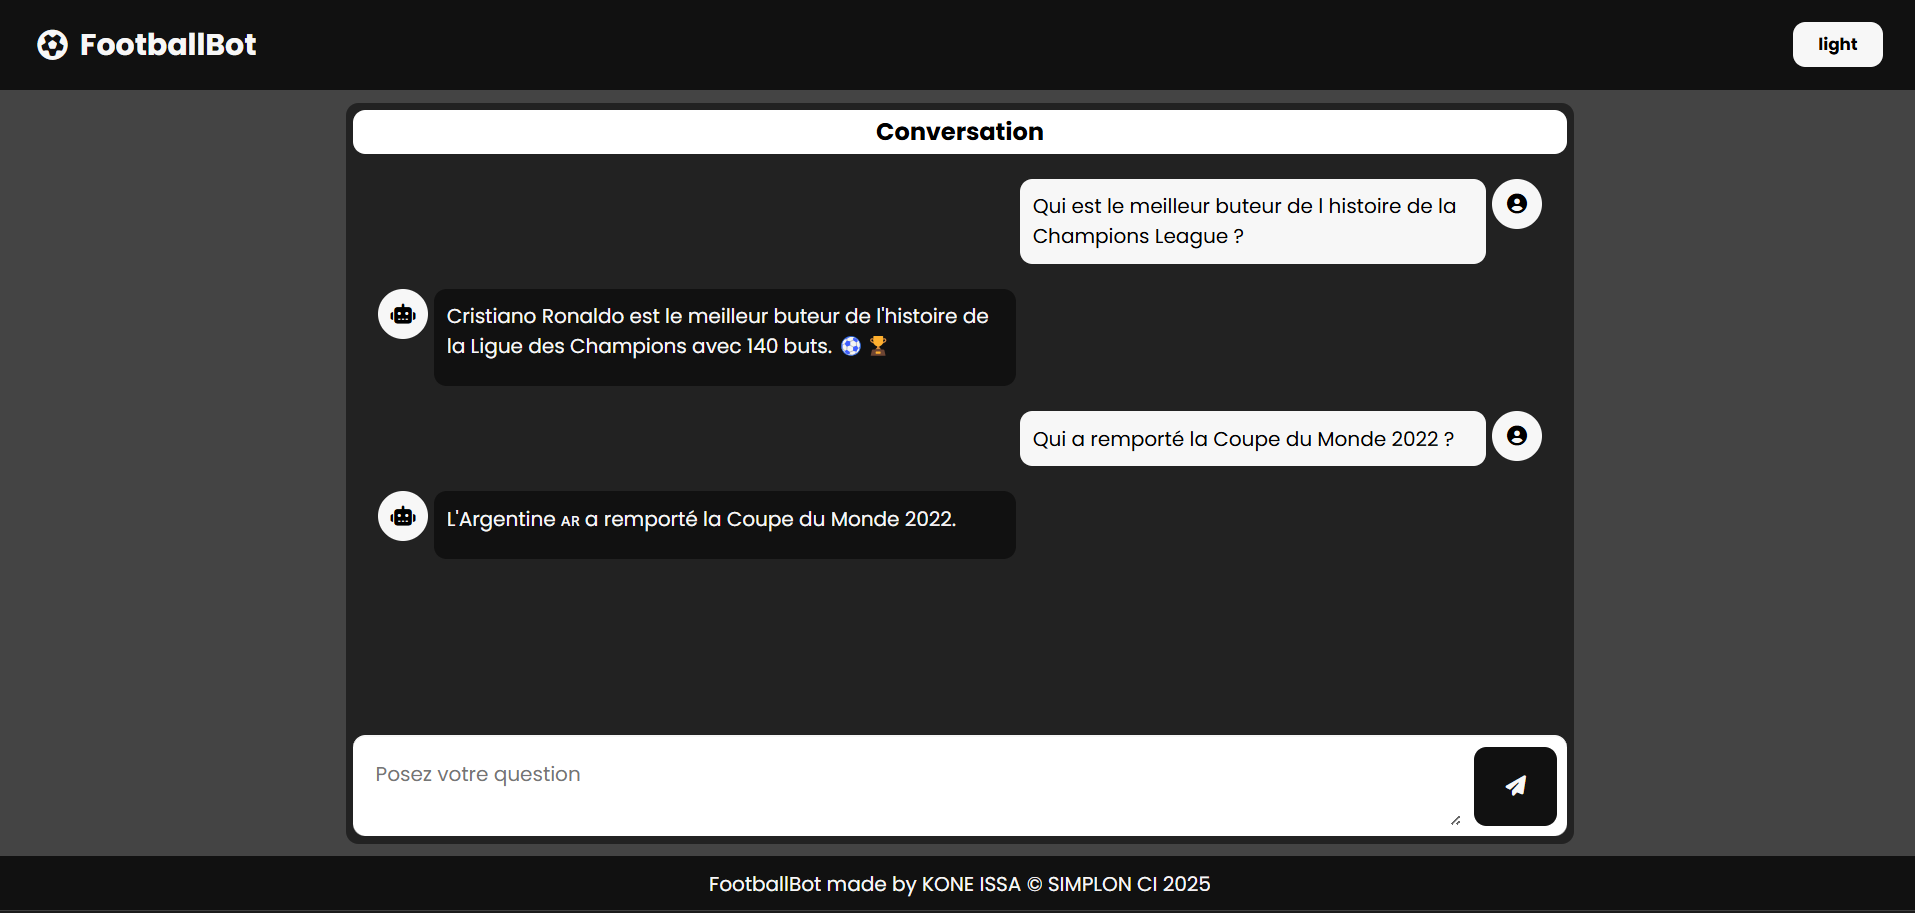 FootballBot
light
Conversation
Qui est le meilleur buteur de l histoire de la
Champions League ?
Cristiano Ronaldo est le meilleur buteur de l'histoire de
la Ligue des Champions avec 140 buts. ⚽ 🏆
Qui a remporté la Coupe du Monde 2022 ?
L'Argentine AR a remporté la Coupe du Monde 2022.
Posez votre question
FootballBot made by KONE ISSA © SIMPLON CI 2025